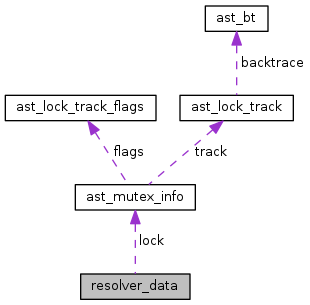 ast_bt
backtrace
ast_lock_track_flags
ast_lock_track
flags
track
ast_mutex_info
lock
resolver_data